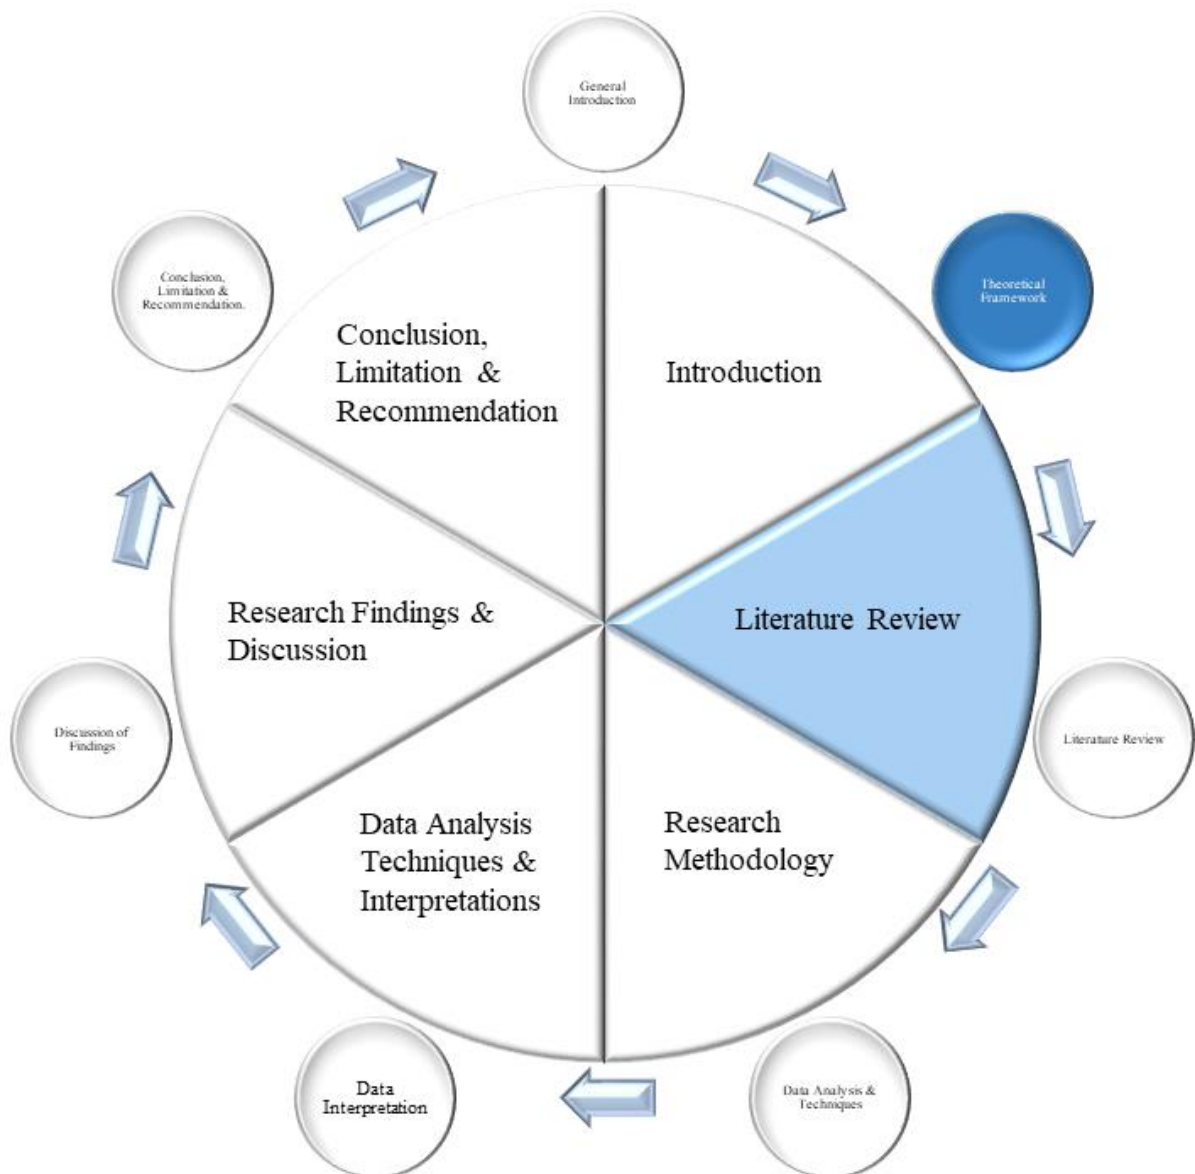 General
Introduction
Theoretical
Framework
Literature Review
Data Analysis &
Techniques
Data
Interpretation
Discussion of
Findings
Conclusion,
Limitation &
Recommendation.
Introduction
Literature Review
Research
Methodology
Data Analysis
Techniques &
Interpretations
Research Findings &
Discussion
Conclusion,
Limitation &
Recommendation